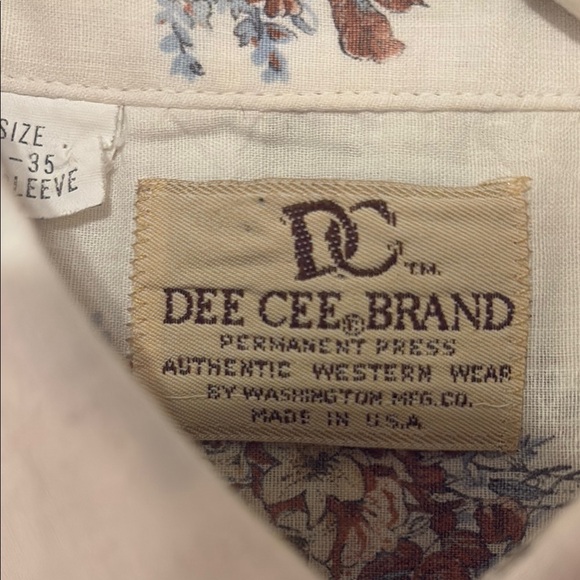 SIZE
-35
LEEVE
DC TM.
DEE CEE® BRAND
PERMANENT PRESS
AUTHENTIC WESTERN WEAR
BY WASHINGTON MFG. CO.
MADE IN U.S.A